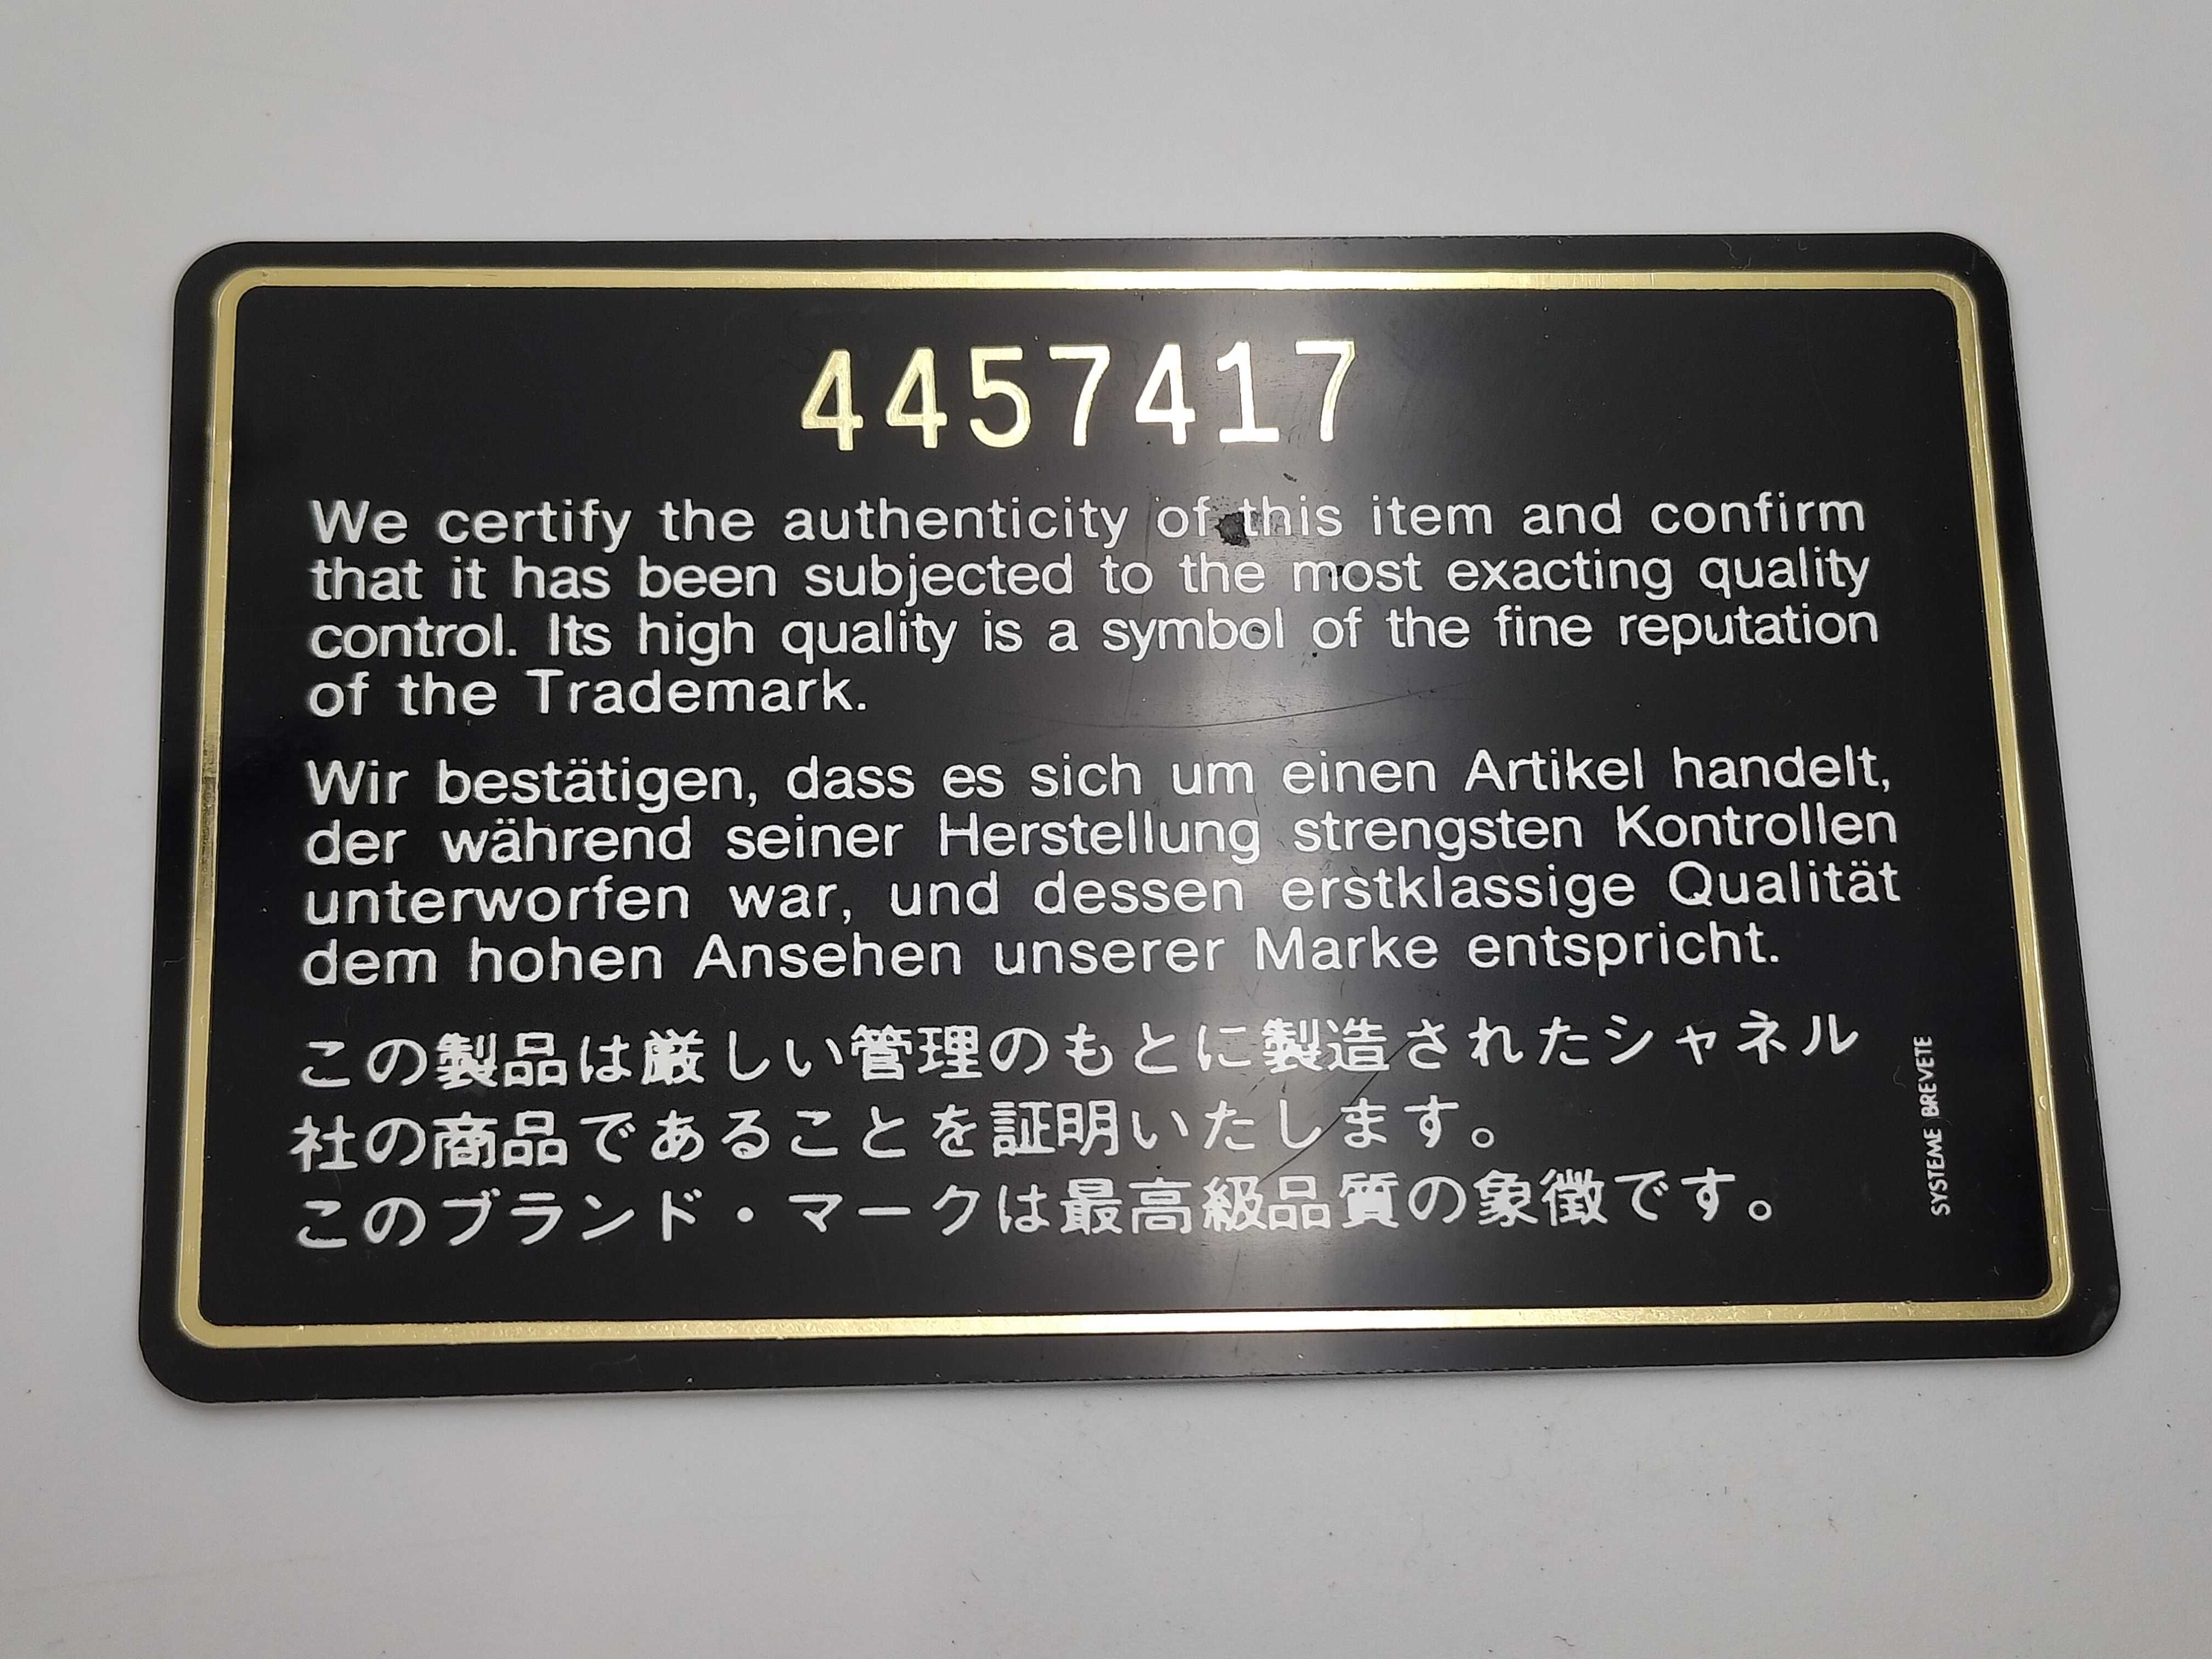 4457417
We certify the authenticity of this item and confirm
that it has been subjected to the most exacting quality
control. Its high quality is a symbol of the fine reputation
of the Trademark.
Wir bestätigen, dass es sich um einen Artikel handelt,
der während seiner Herstellung strengsten Kontrollen
unterworfen war, und dessen erstklassige Qualität
dem hohen Ansehen unserer Marke entspricht.
この製品は厳しい管理のもとに製造されたシャネル
社の商品であることを証明いたします。
このブランド・マークは最高級品質の象徴です。
SYSTEME BREVETE